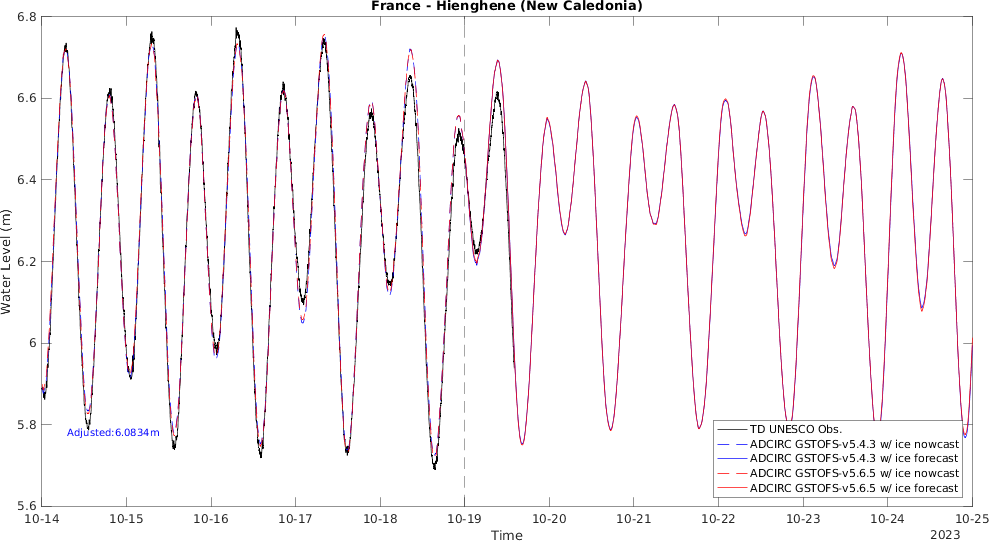 France - Hienghene (New Caledonia)
6.8
6.6
6.4
6.2
6
5.8
5.6
Water Level (m)
Adjusted:6.0834m
TD UNESCO Obs.
ADCIRC GSTOFS-v5.4.3 w/ ice nowcast
ADCIRC GSTOFS-v5.4.3 w/ ice forecast
ADCIRC GSTOFS-v5.6.5 w/ ice nowcast
ADCIRC GSTOFS-v5.6.5 w/ ice forecast
10-14 10-15 10-16 10-17 10-18 10-19 10-20 10-21 10-22 10-23 10-24 10-25
Time
2023